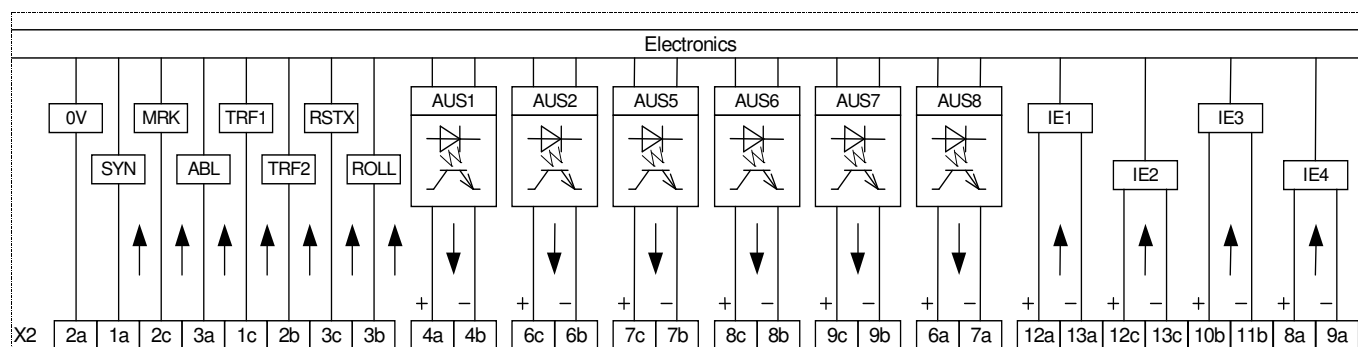 Electronics
0V MRK TRF1 RSTX AUS1 AUS2 AUS5 AUS6 AUS7 AUS8 IE1 IE3
SYN ABL TRF2 ROLL IE2 IE4
+ − + − + − + − + − + − + − + − + − + −
X2 2a 1a 2c 3a 1c 2b 3c 3b 4a 4b 6c 6b 7c 7b 8c 8b 9c 9b 6a 7a 12a 13a 12c 13c 10b 11b 8a 9a